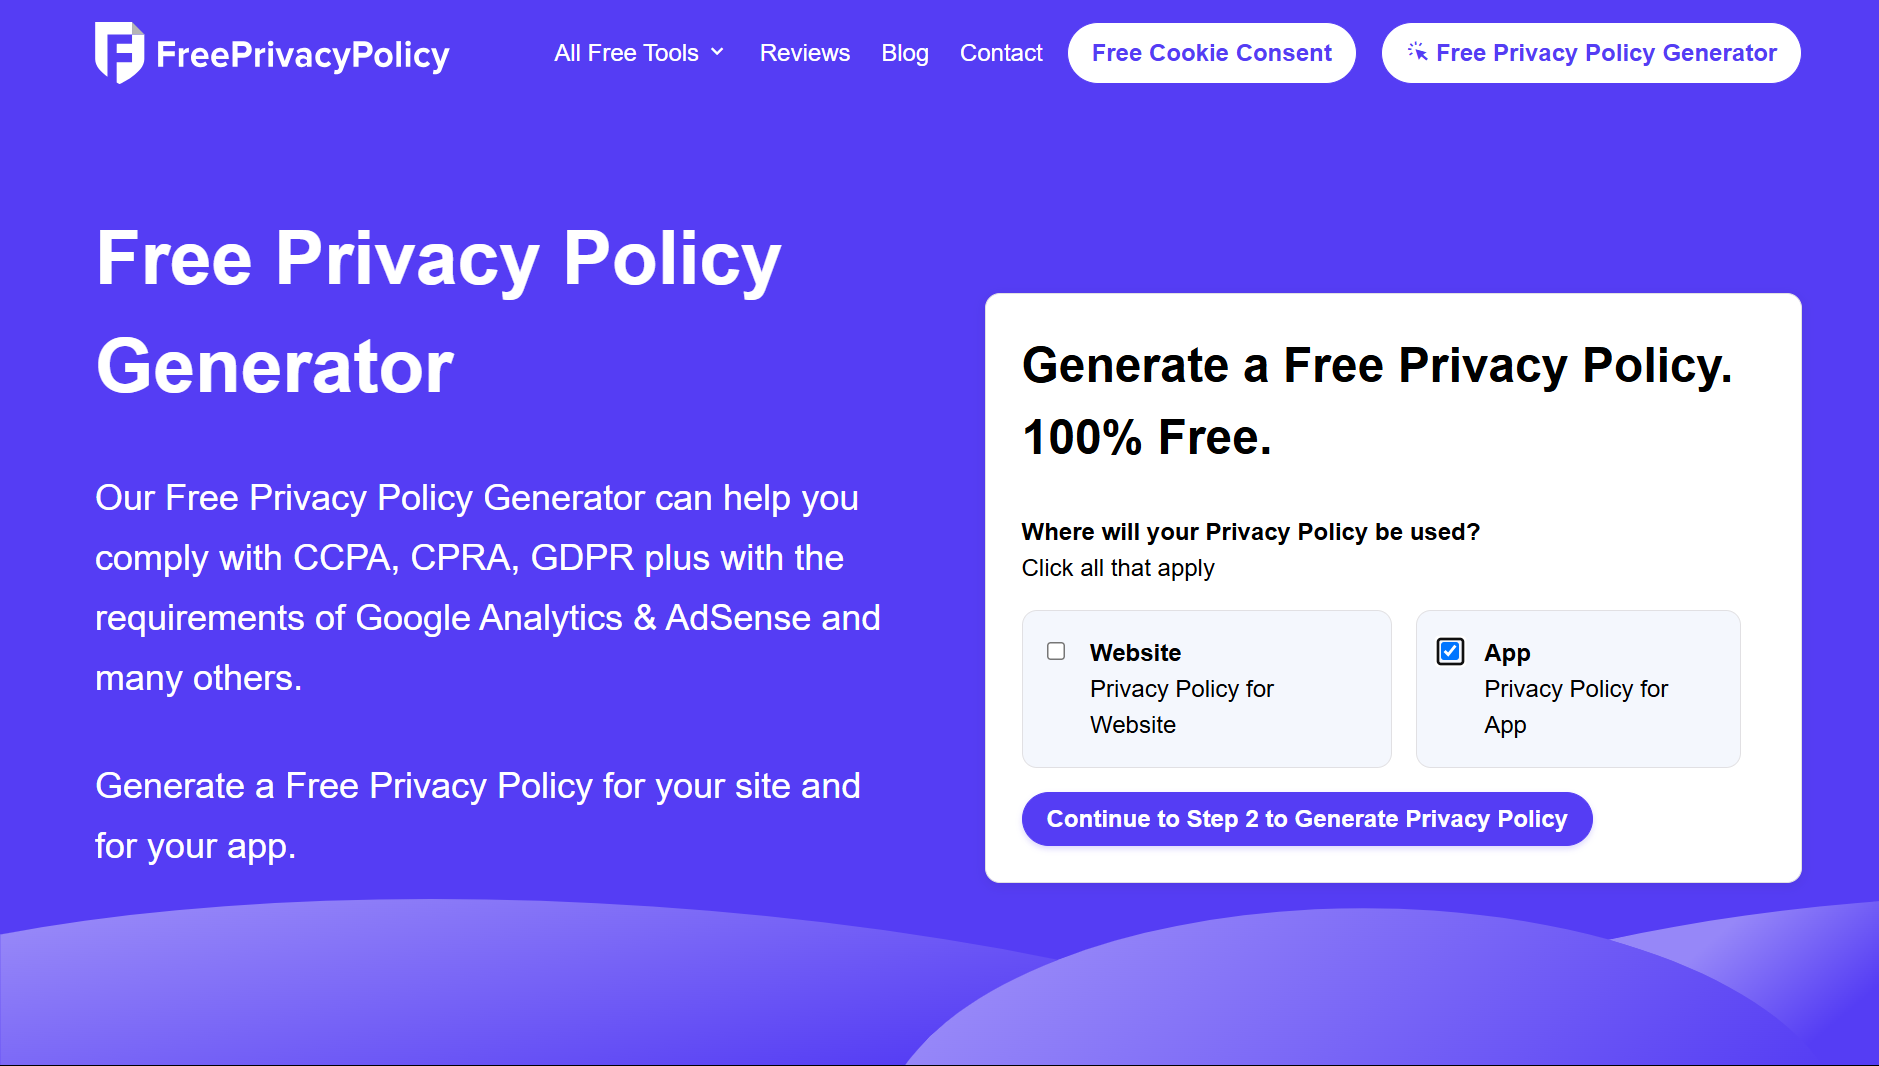 FreePrivacyPolicy
All Free Tools
Reviews
Blog
Contact
Free Cookie Consent
Free Privacy Policy Generator
Free Privacy Policy
Generator
Our Free Privacy Policy Generator can help you
comply with CCPA, CPRA, GDPR plus with the
requirements of Google Analytics & AdSense and
many others.
Generate a Free Privacy Policy for your site and
for your app.
Generate a Free Privacy Policy.
100% Free.
Where will your Privacy Policy be used?
Click all that apply
Website
Privacy Policy for
Website
App
Privacy Policy for
App
Continue to Step 2 to Generate Privacy Policy